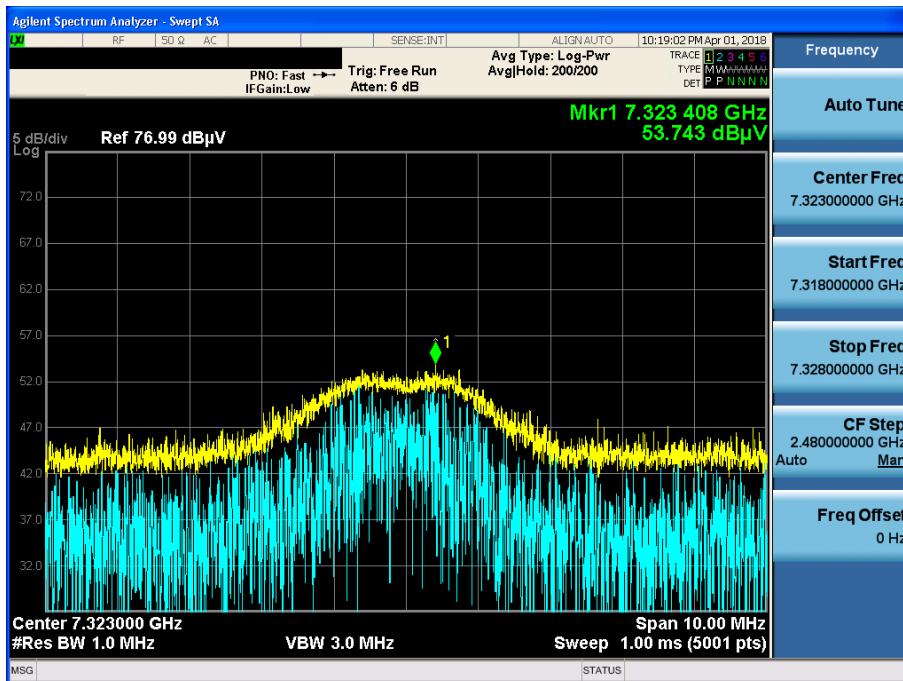 Agilent Spectrum Analyzer - Swept SA
LXI RF 50 Ω AC SENSE:INT ALIGN AUTO 10:19:02 PM Apr 01, 2018
PNO: Fast Trig: Free Run Avg Type: Log-Pwr TRACE 1 2 3 4 5 6
IFGain:Low Atten: 6 dB Avg|Hold: 200/200 TYPE M W W W W W W
DET P P N N N N
Mkr1 7.323 408 GHz
53.743 dBµV
5 dB/div Ref 76.99 dBµV
Log
72.0
67.0
62.0
57.0
52.0
47.0
42.0
37.0
32.0
1
Center 7.323000 GHz Span 10.00 MHz
#Res BW 1.0 MHz VBW 3.0 MHz Sweep 1.00 ms (5001 pts)
MSG STATUS
Frequency
Auto Tune
Center Freq
7.323000000 GHz
Start Freq
7.318000000 GHz
Stop Freq
7.328000000 GHz
CF Step
2.480000000 GHz
Auto Man
Freq Offset
0 Hz